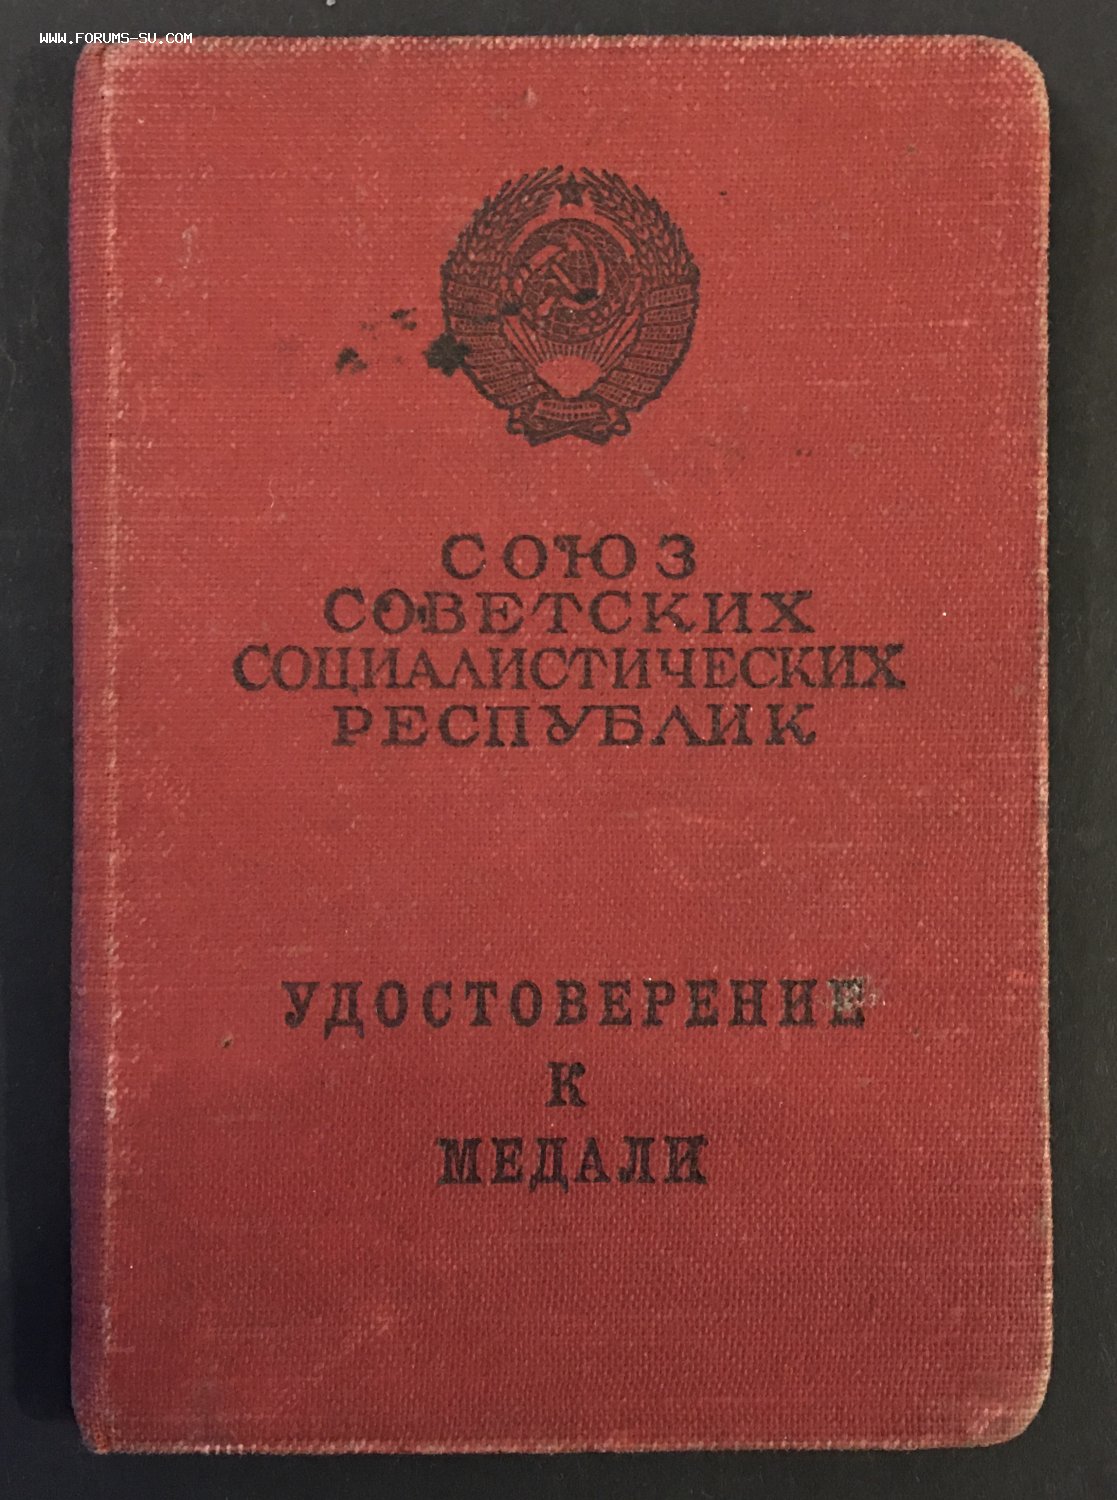 WWW.FORUMS-SU.COM
СОЮЗ
СОВЕТСКИХ
СОЦИАЛИСТИЧЕСКИХ
РЕСПУБЛИК
УДОСТОВЕРЕНИЕ
К
МЕДАЛИ